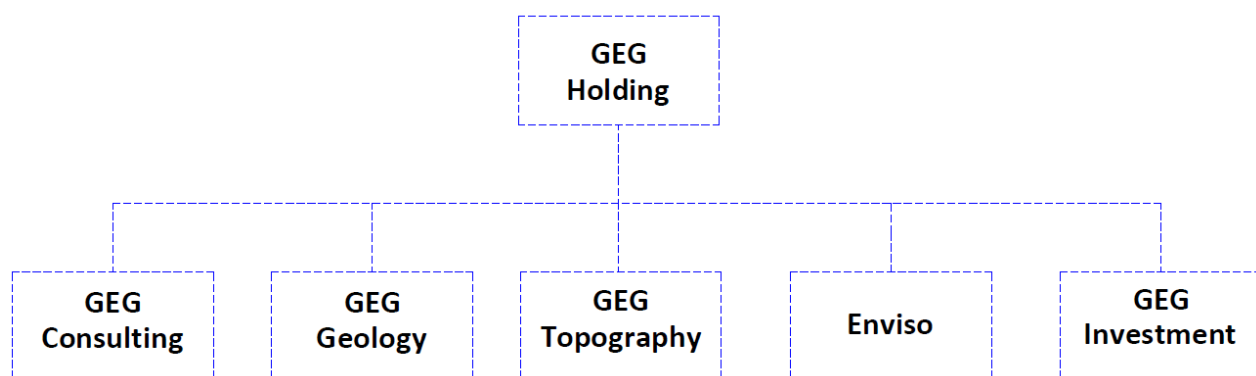 GEG
Holding
GEG
Consulting
GEG
Geology
GEG
Topography
Enviso
GEG
Investment